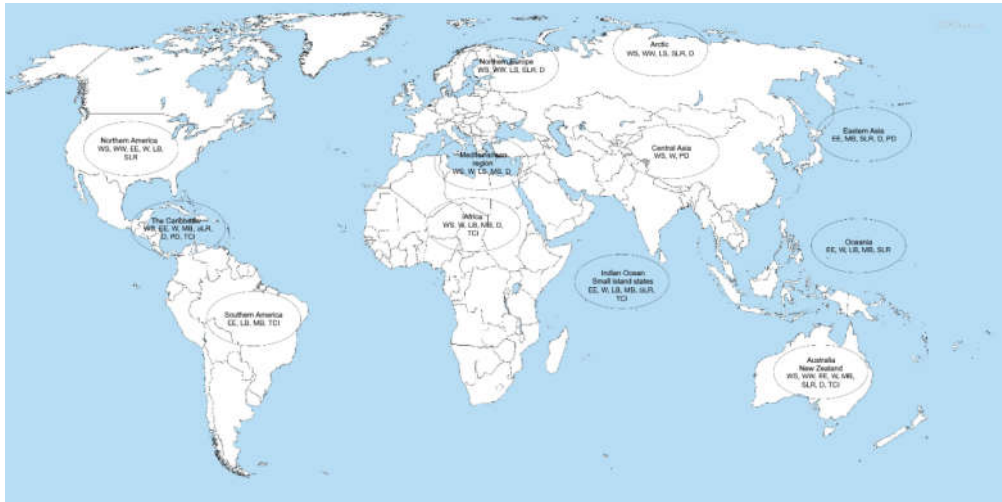 Arctic
WS, WW, LS, SLR, D
Northern Europe
WS, WW, LS, SLR, D
Eastern Asia
EE, MB, SLR, D, PD
Northern America
WS, WW, EE, W, LB,
SLR
Central Asia
WS, W, PD
Mediterranean
region
WS, W, LS, MB, D
The Caribbean
WS, EE, W, MB, SLR,
D, PD, TCI
Africa
WS, W, LB, MB, D,
TCI
Oceania
EE, W, LB, MB, SLR
Indian Ocean
Small island states
EE, W, LB, MB, SLR,
TCI
Southern America
EE, LB, MB, TCI
Australia
New Zealand
WS, WW, EE, W, MB,
SLR, D, TCI